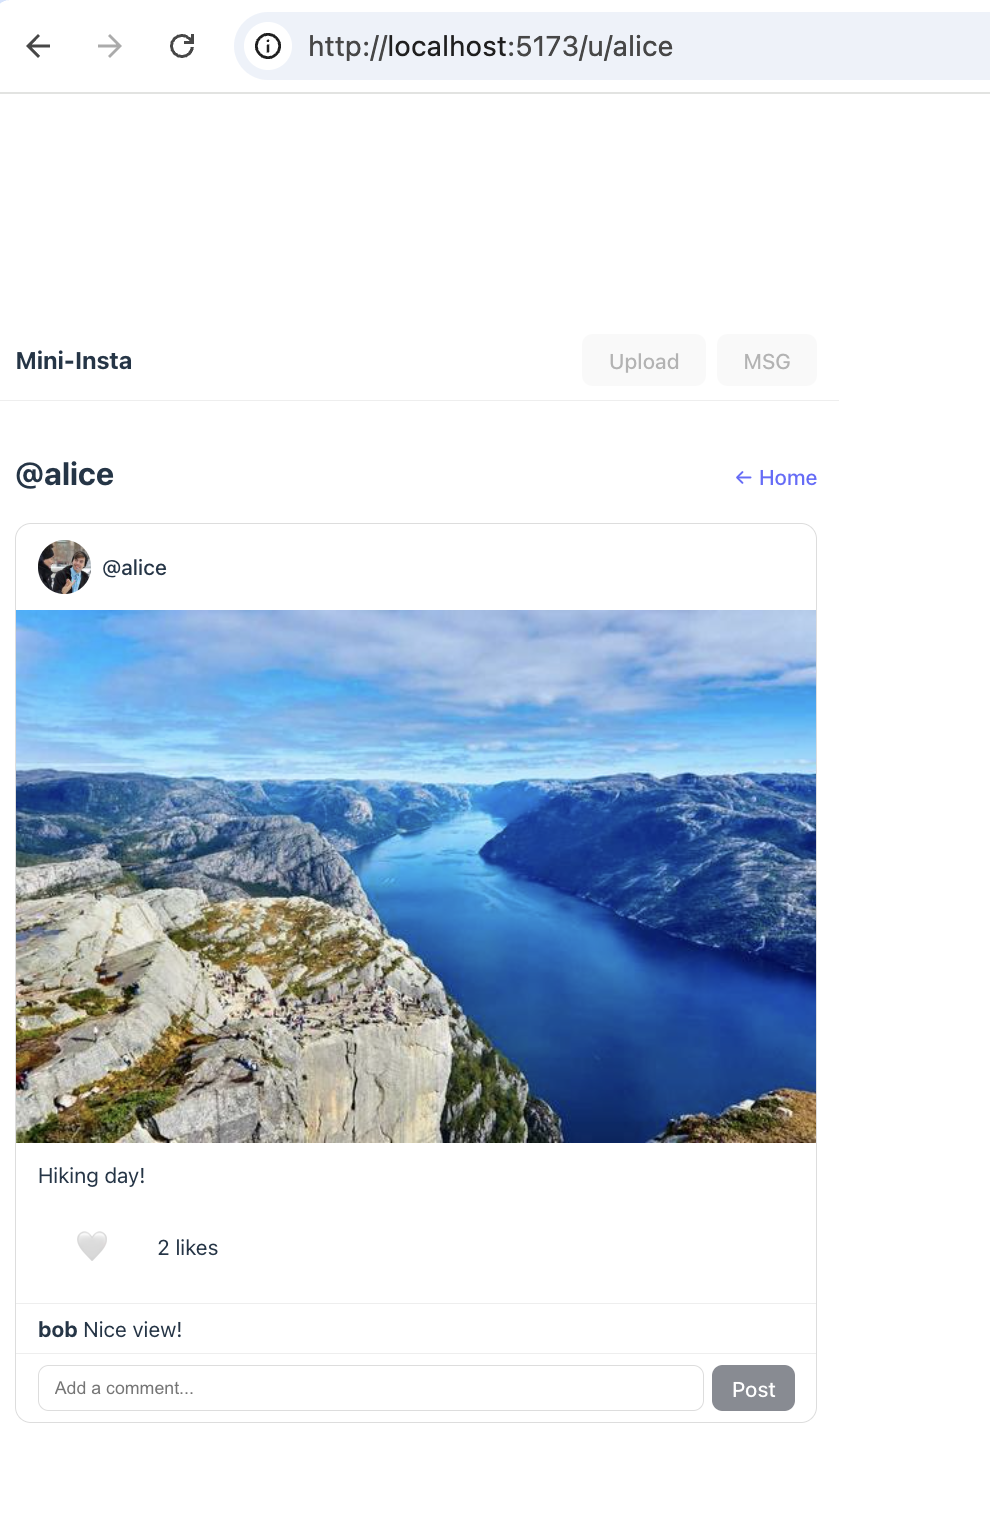 http://localhost:5173/u/alice
Mini-Insta
Upload
MSG
@alice
← Home
@alice
Hiking day!
2 likes
bob Nice view!
Add a comment...
Post